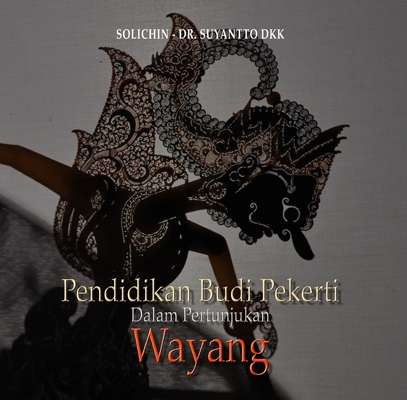 SOLICHIN - DR. SUYANTTO DKK
Pendidikan Budi Pekerti
Dalam Pertunjukan
Wayang